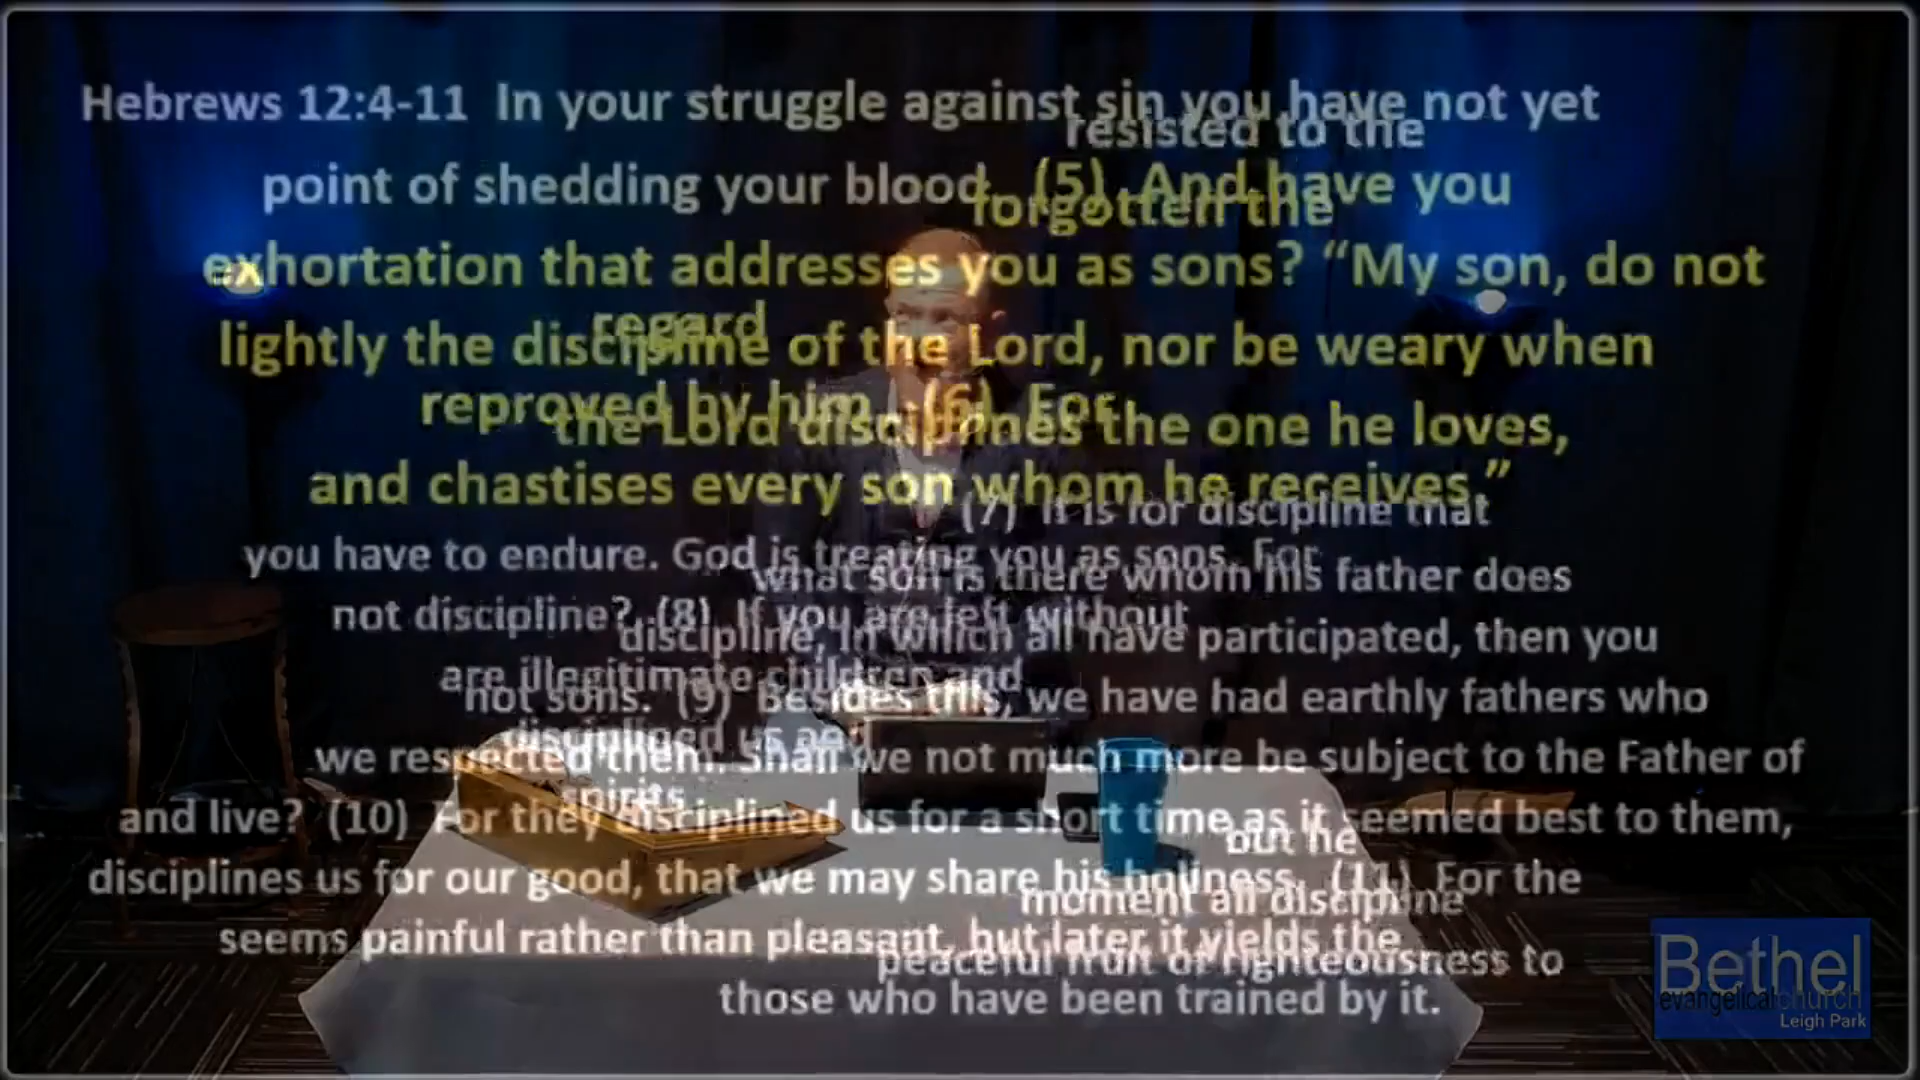 Hebrews 12:4-11 In your struggle against sin you have not yet
resisted to the
point of shedding your blood. (5) And have you
forgotten the
exhortation that addresses you as sons? “My son, do not
regard
lightly the discipline of the Lord, nor be weary when
reproved by him. (6) For
the Lord disciplines the one he loves,
and chastises every son whom he receives.”
(7) It is for discipline that
you have to endure. God is treating you as sons. For
what son is there whom his father does
not discipline? (8) If you are left without
discipline, in which all have participated, then you
are illegitimate children and
not sons. (9) Besides this, we have had earthly fathers who
disciplined us and
we respected them. Shall we not much more be subject to the Father of
spirits
and live? (10) For they disciplined us for a short time as it seemed best to them,
but he
disciplines us for our good, that we may share his holiness. (11) For the
moment all discipline
seems painful rather than pleasant, but later it yields the
peaceful fruit of righteousness to
those who have been trained by it.
Bethel
evangelical church
Leigh Park